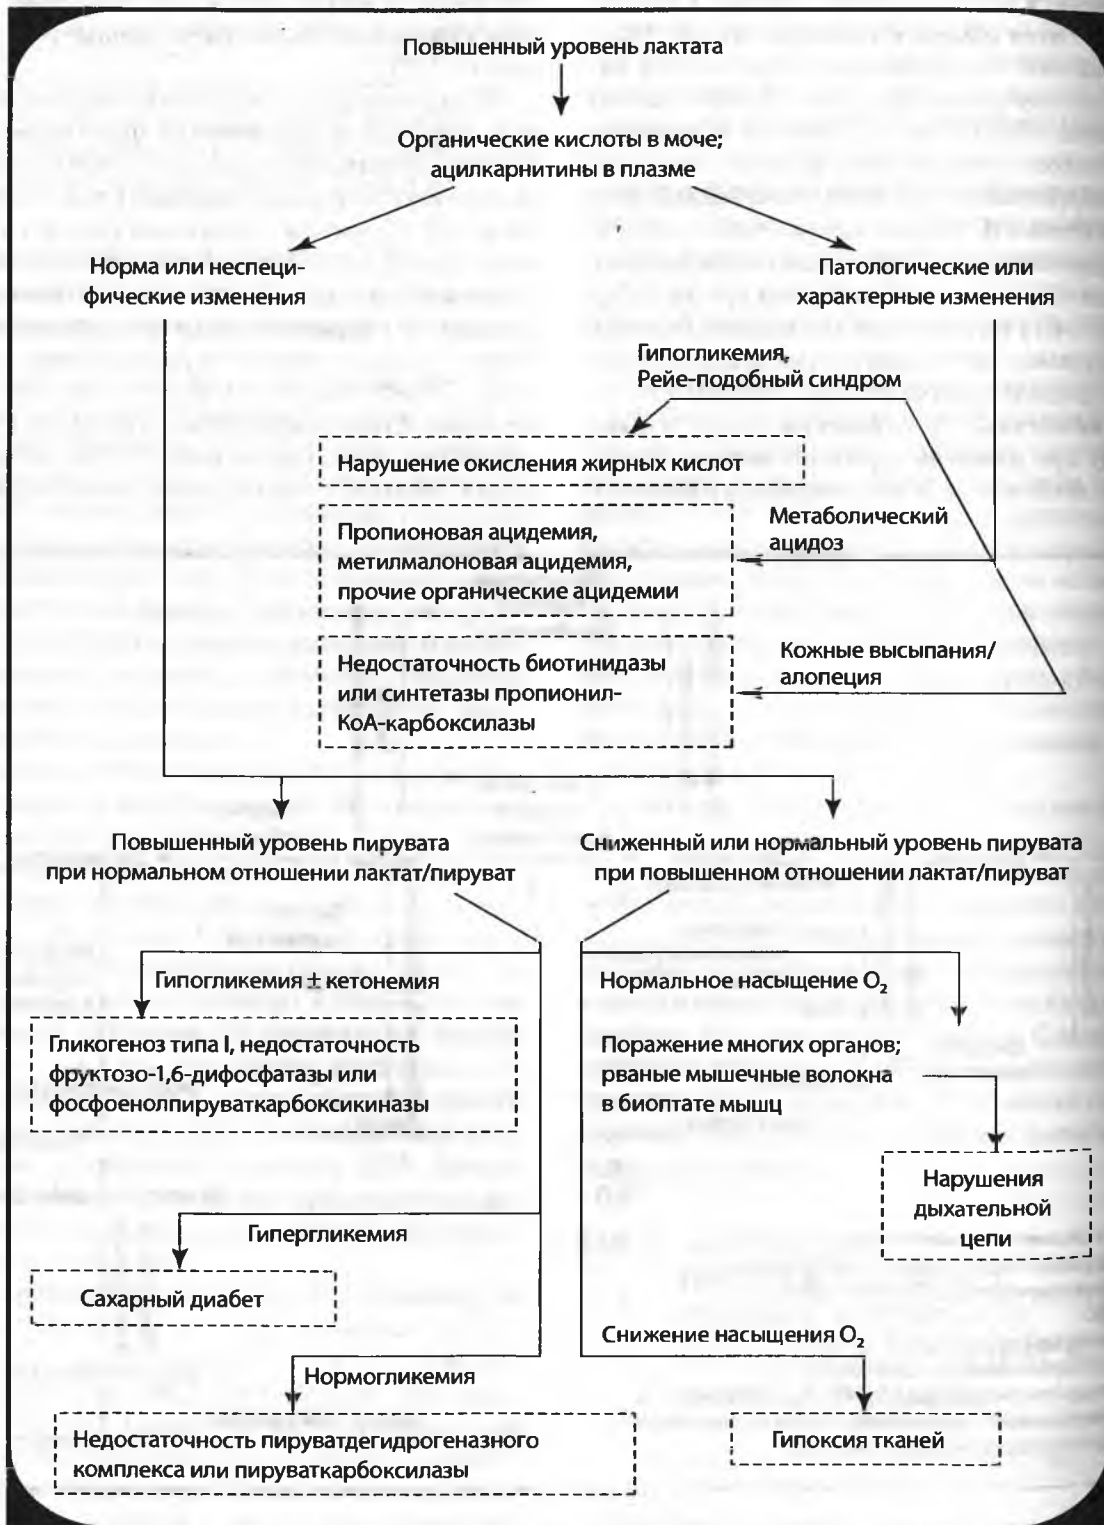 Повышенный уровень лактата
Органические кислоты в моче;
ацилкарнитины в плазме
Норма или неспеци-
фические изменения
Патологические или
характерные изменения
Гипогликемия,
Рейе-подобный синдром
Нарушение окисления жирных кислот
Пропионовая ацидемия,
метилмалоновая ацидемия,
прочие органические ацидемии
Метаболический
ацидоз
Недостаточность биотинидазы
или синтетазы пропионил-
КоА-карбоксилазы
Кожные высыпания/
алопеция
Повышенный уровень пирувата
при нормальном отношении лактат/пируват
Сниженный или нормальный уровень пирувата
при повышенном отношении лактат/пируват
Гипогликемия ± кетонемия
Гликогеноз типа I, недостаточность
фруктозо-1,6-дифосфатазы или
фосфоенолпируваткарбоксикиназы
Гипергликемия
Сахарный диабет
Нормогликемия
Недостаточность пируватдегидрогеназного
комплекса или пируваткарбоксилазы
Нормальное насыщение O₂
Поражение многих органов;
рваные мышечные волокна
в биоптате мышц
Нарушения
дыхательной
цепи
Снижение насыщения O₂
Гипоксия тканей